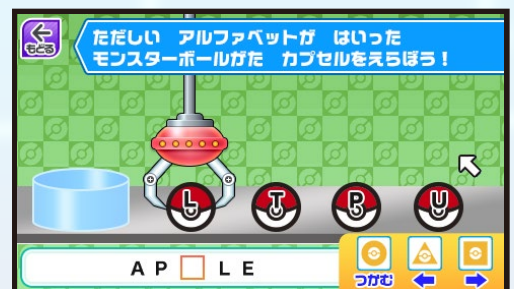 もどる
ただしい アルファベットが はいった
モンスターボールがた カプセルをえらぼう！
L T P U
A P □ L E
つかむ